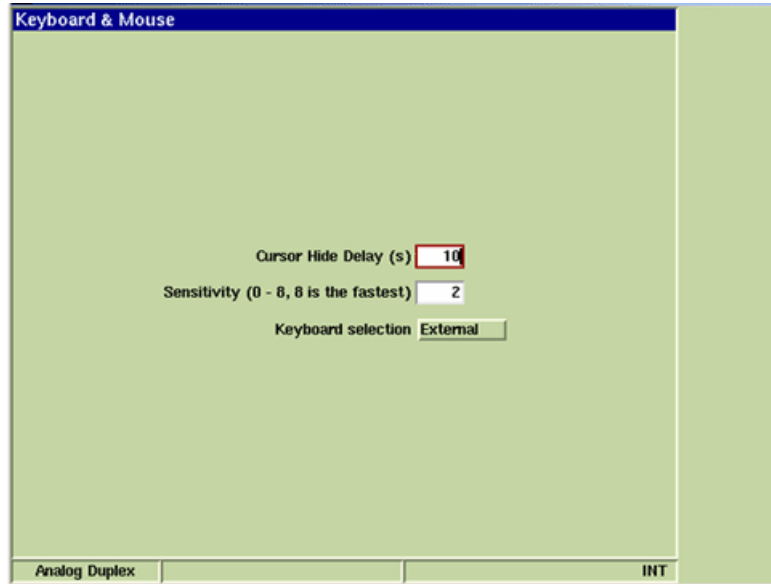 Keyboard & Mouse
Cursor Hide Delay (s) 10
Sensitivity (0 - 8, 8 is the fastest) 2
Keyboard selection External
Analog Duplex INT